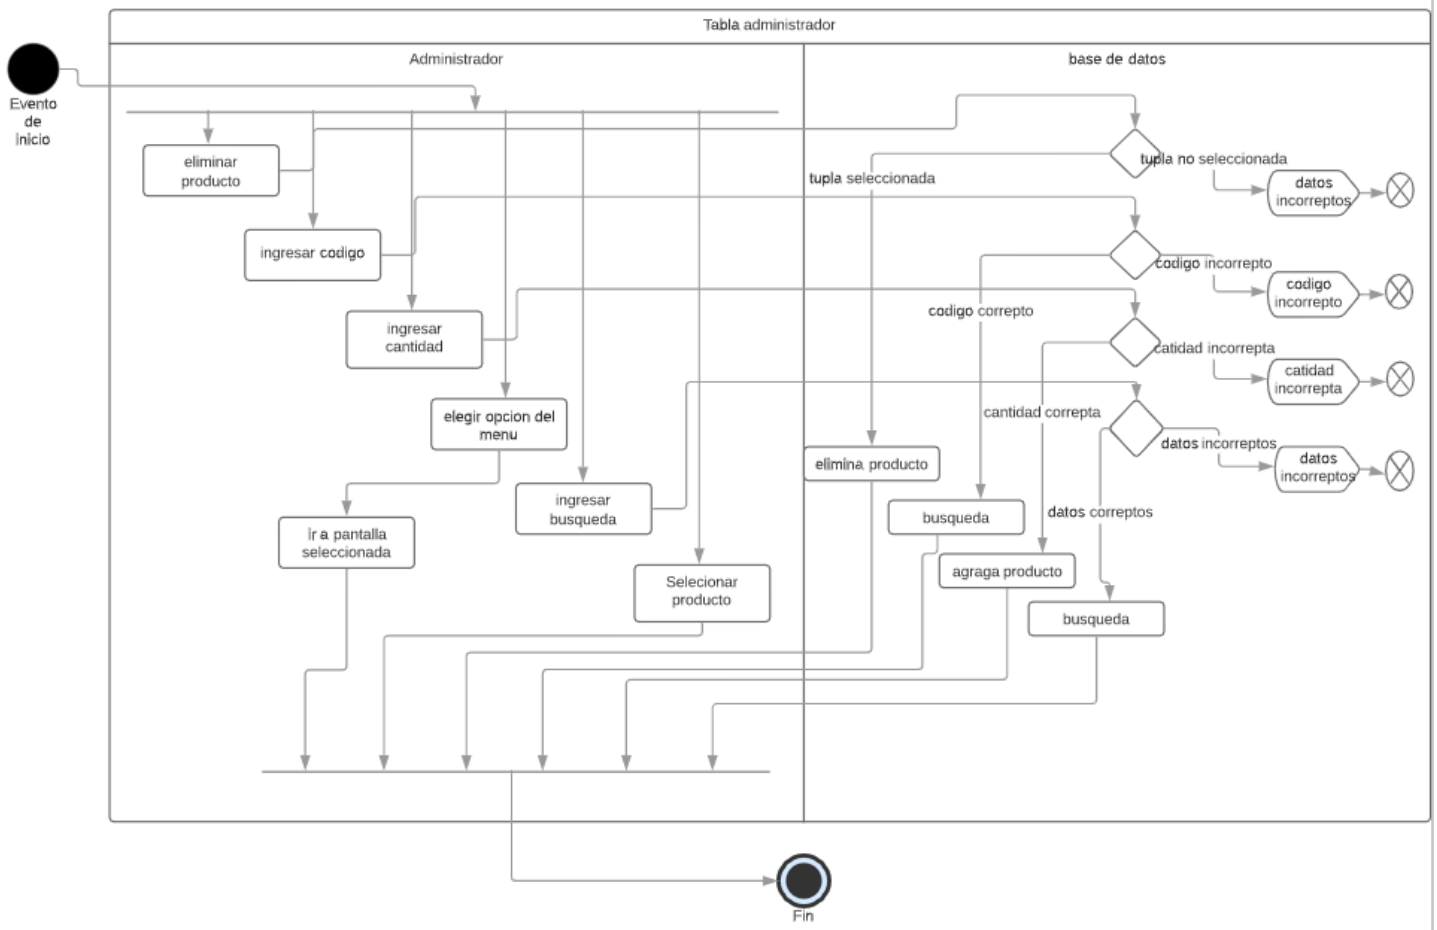 Tabla administrador
Administrador
base de datos
Evento
de
Inicio
eliminar
producto
tupla no seleccionada
tupla seleccionada
datos
incorreptos
ingresar codigo
codigo incorrepto
codigo
incorrepto
codigo correpto
ingresar
cantidad
catidad incorrepta
catidad
incorrepta
elegir opcion del
menu
cantidad correpta
datos incorreptos
datos
incorreptos
elimina producto
ingresar
busqueda
busqueda
datos correptos
Ir a pantalla
seleccionada
agraga producto
Selecionar
producto
busqueda
Fin